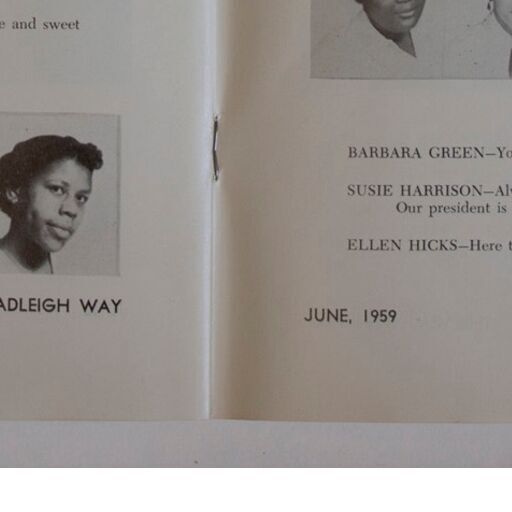 e and sweet
ADLEIGH WAY
BARBARA GREEN—Yo
SUSIE HARRISON—Al
Our president is
ELLEN HICKS—Here t
JUNE, 1959